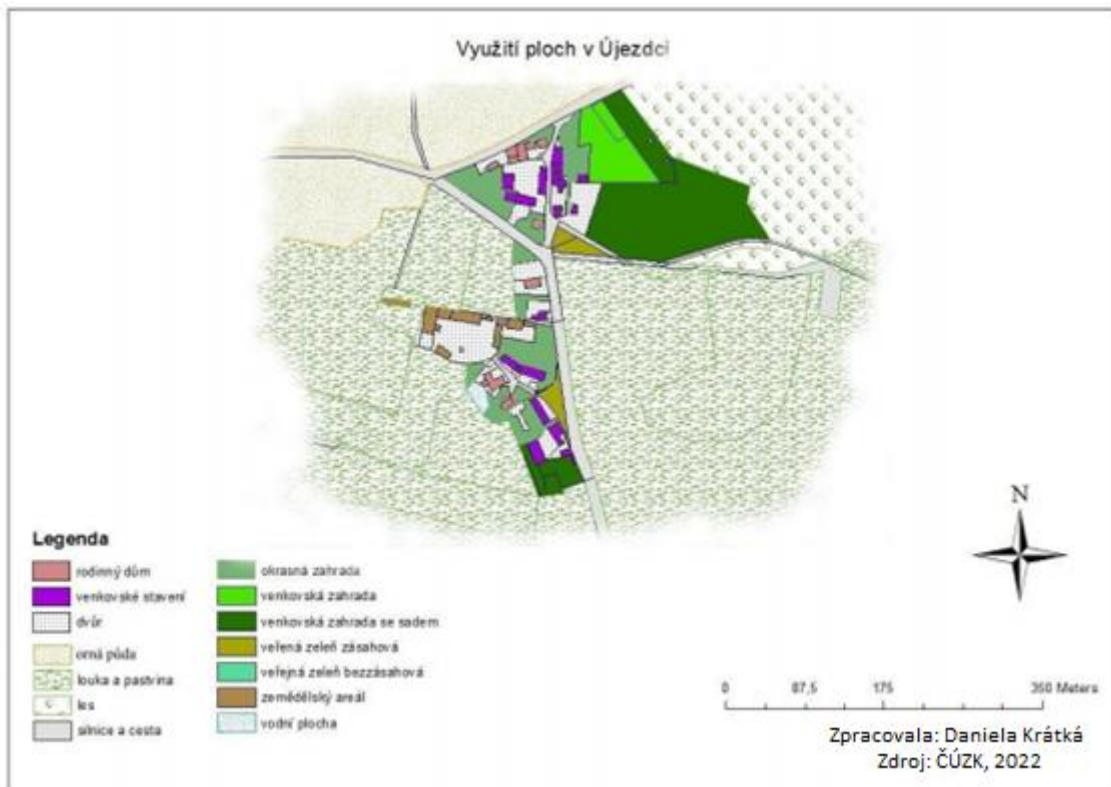 Využití ploch v Újezdci
N
Legenda
rodinný dům
venkovské stavení
dvůr
orná půda
louka a pastvina
les
silnice a cesta
okrasná zahrada
venkovská zahrada
venkovská zahrada se sadem
veřená zeleň zásahová
veřejná zeleň bezzásahová
zemědělský areál
vodní plocha
0 87,5 175 350 Meters
Zpracovala: Daniela Krátká
Zdroj: ČÚZK, 2022